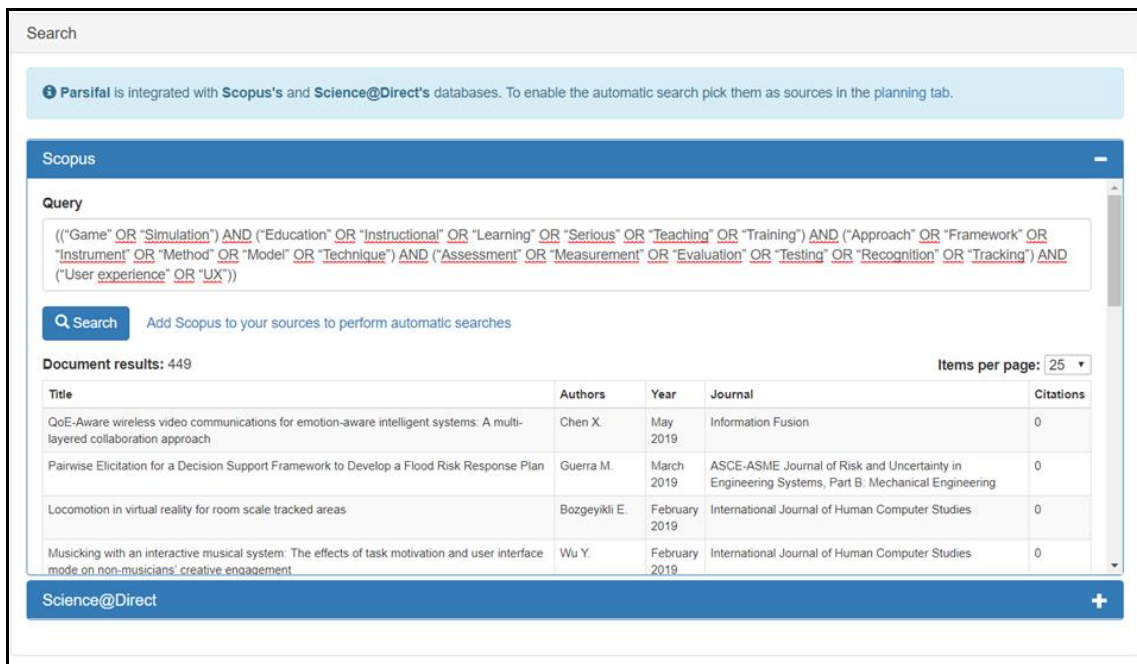 Search
Parsifal is integrated with Scopus's and Science@Direct's databases. To enable the automatic search pick them as sources in the planning tab.
Scopus
Query
((“Game” OR “Simulation”) AND (“Education” OR “Instructional” OR “Learning” OR “Serious” OR “Teaching” OR “Training”) AND (“Approach” OR “Framework” OR
“Instrument” OR “Method” OR “Model” OR “Technique”) AND (“Assessment” OR “Measurement” OR “Evaluation” OR “Testing” OR “Recognition” OR “Tracking”) AND
(“User experience” OR “UX”))
Search Add Scopus to your sources to perform automatic searches
Document results: 449 Items per page: 25
Title Authors Year Journal Citations
QoE-Aware wireless video communications for emotion-aware intelligent systems: A multi- Chen X. May Information Fusion 0
layered collaboration approach 2019
Pairwise Elicitation for a Decision Support Framework to Develop a Flood Risk Response Plan Guerra M. March ASCE-ASME Journal of Risk and Uncertainty in 0
2019 Engineering Systems, Part B: Mechanical Engineering
Locomotion in virtual reality for room scale tracked areas Bozgeyikli E. February International Journal of Human Computer Studies 0
2019
Musicking with an interactive musical system: The effects of task motivation and user interface Wu Y. February International Journal of Human Computer Studies 0
mode on non-musicians' creative engagement 2019
Science@Direct